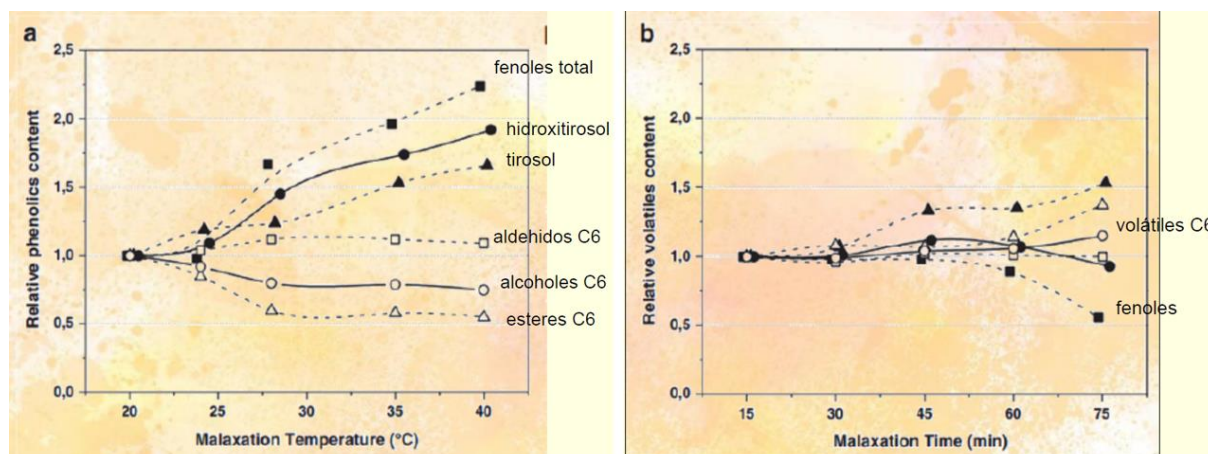 a
Relative phenolics content
2,5
2,0
1,5
1,0
0,5
0,0
20
25
30
35
40
Malaxation Temperature (°C)
fenoles total
hidroxitirosol
tirosol
aldehidos C6
alcoholes C6
esteres C6
b
Relative volatiles content
2,5
2,0
1,5
1,0
0,5
0,0
15
30
45
60
75
Malaxation Time (min)
volátiles C6
fenoles